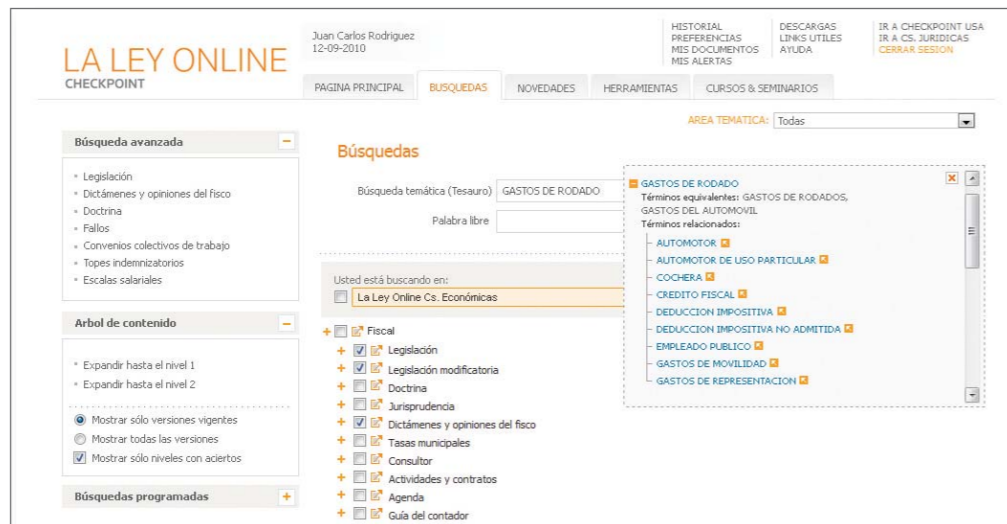 LA LEY ONLINE
CHECKPOINT
Juan Carlos Rodriguez
12-09-2010
HISTORIAL
PREFERENCIAS
MIS DOCUMENTOS
MIS ALERTAS
DESCARGAS
LINKS UTILES
AYUDA
IR A CHECKPOINT USA
IR A CS. JURIDICAS
CERRAR SESION
PAGINA PRINCIPAL
BUSQUEDAS
NOVEDADES
HERRAMIENTAS
CURSOS & SEMINARIOS
AREA TEMATICA: Todas
Búsqueda avanzada
Legislación
Dictámenes y opiniones del fisco
Doctrina
Fallos
Convenios colectivos de trabajo
Topes indemnizatorios
Escalas salariales
Arbol de contenido
Expandir hasta el nivel 1
Expandir hasta el nivel 2
Mostrar sólo versiones vigentes
Mostrar todas las versiones
Mostrar sólo niveles con aciertos
Búsquedas programadas
Búsquedas
Búsqueda temática (Tesauro) GASTOS DE RODADO
Palabra libre
Usted está buscando en:
La Ley Online Cs. Económicas
Fiscal
Legislación
Legislación modificatoria
Doctrina
Jurisprudencia
Dictámenes y opiniones del fisco
Tasas municipales
Consultor
Actividades y contratos
Agenda
Guía del contador
GASTOS DE RODADO
Términos equivalentes: GASTOS DE RODADOS,
GASTOS DEL AUTOMOVIL
Términos relacionados:
AUTOMOTOR
AUTOMOTOR DE USO PARTICULAR
COCHERA
CREDITO FISCAL
DEDUCCION IMPOSITIVA
DEDUCCION IMPOSITIVA NO ADMITIDA
EMPLEADO PUBLICO
GASTOS DE MOVILIDAD
GASTOS DE REPRESENTACION